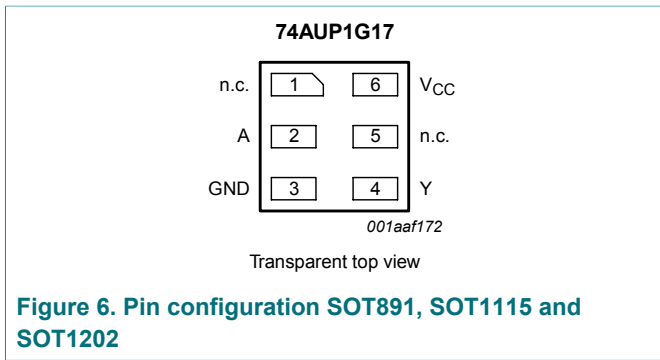 74AUP1G17
n.c. 1 6 VCC
A 2 5 n.c.
GND 3 4 Y
001aaf172
Transparent top view
Figure 6. Pin configuration SOT891, SOT1115 and
SOT1202